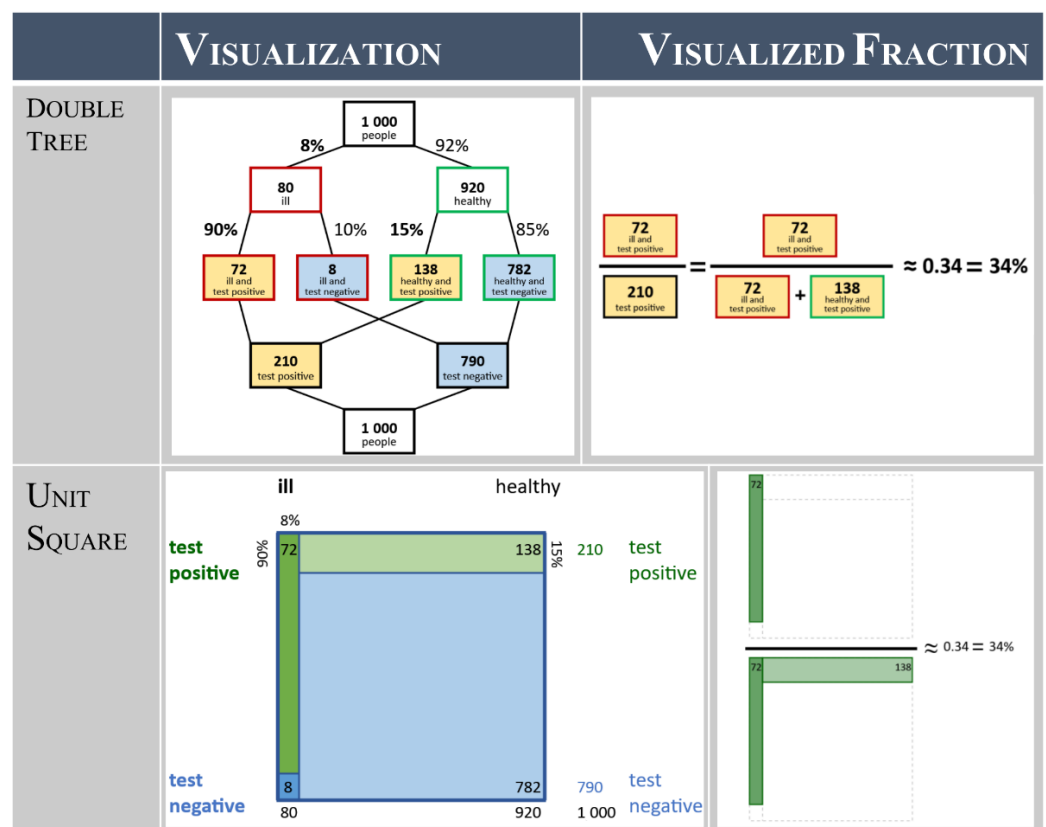 VISUALIZATION
VISUALIZED FRACTION
DOUBLE
TREE
1 000
people
8%
92%
80
ill
920
healthy
90%
10%
15%
85%
72
ill and
test positive
8
ill and
test negative
138
healthy and
test positive
782
healthy and
test negative
210
test positive
790
test negative
1 000
people
72
ill and
test positive
210
test positive
=
72
ill and
test positive
72
ill and
test positive
+
138
healthy and
test positive
≈ 0.34 = 34%
UNIT
SQUARE
ill
healthy
8%
test
positive
90%
72
138
15%
210
test
positive
test
negative
8
782
790
test
negative
80
920
1 000
72
≈ 0.34 = 34%
72
138